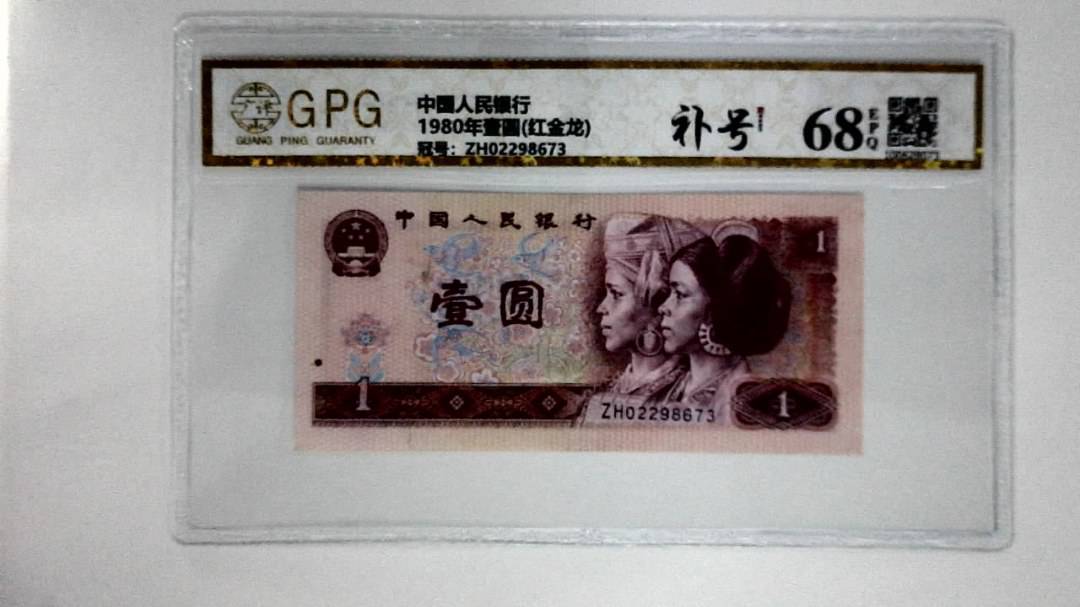 GPG
GUANG PING GUARANTY
中國人民银行
1980年壹圆(红金龙)
冠号: ZH02298673
补号
68
EPQ
中国人民银行
壹圆
1
1
ZH02298673
1